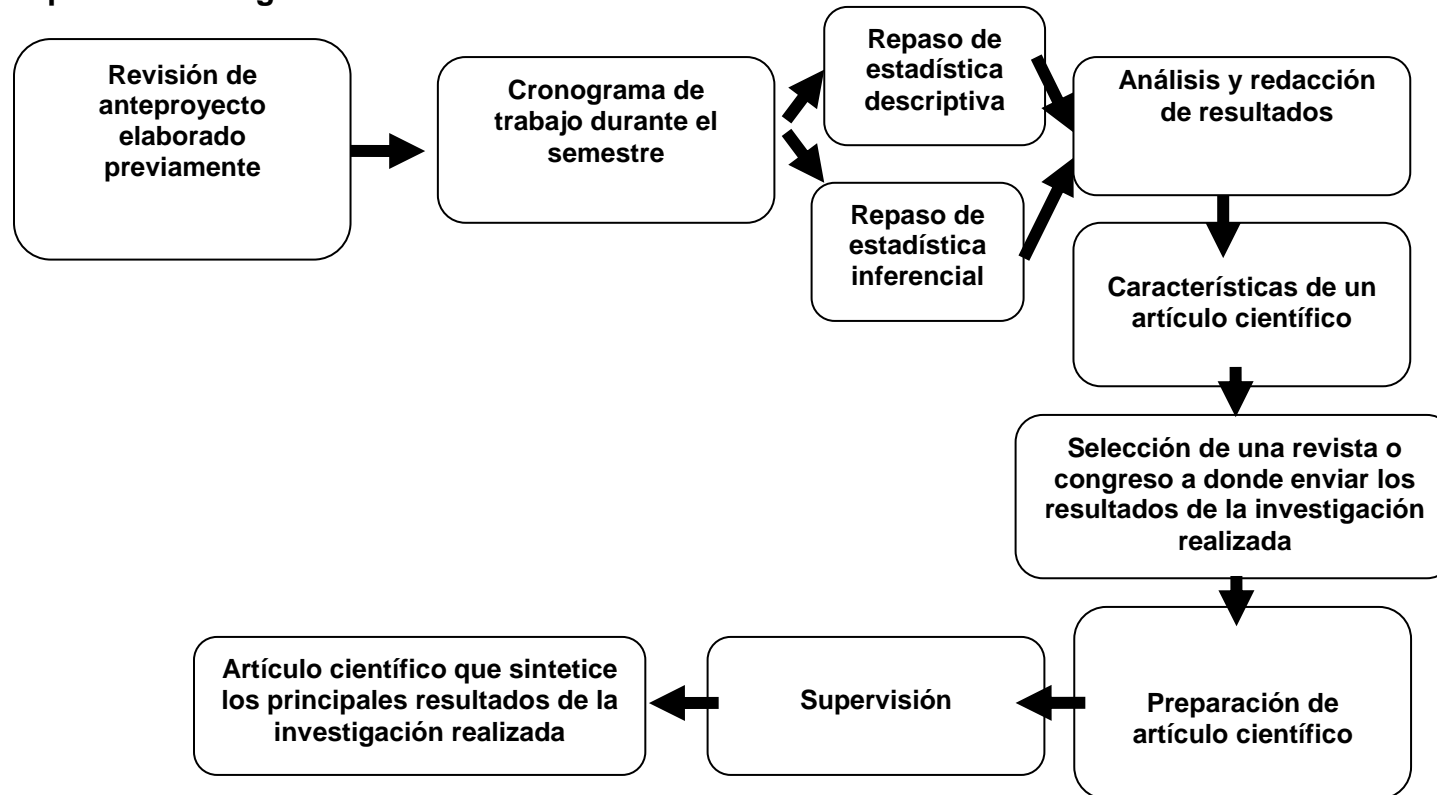 Revisión de
anteproyecto
elaborado
previamente
Cronograma de
trabajo durante el
semestre
Repaso de
estadística
descriptiva
Repaso de
estadística
inferencial
Análisis y redacción
de resultados
Características de un
artículo científico
Selección de una revista o
congreso a donde enviar los
resultados de la investigación
realizada
Preparación de
artículo científico
Supervisión
Artículo científico que sintetice
los principales resultados de la
investigación realizada